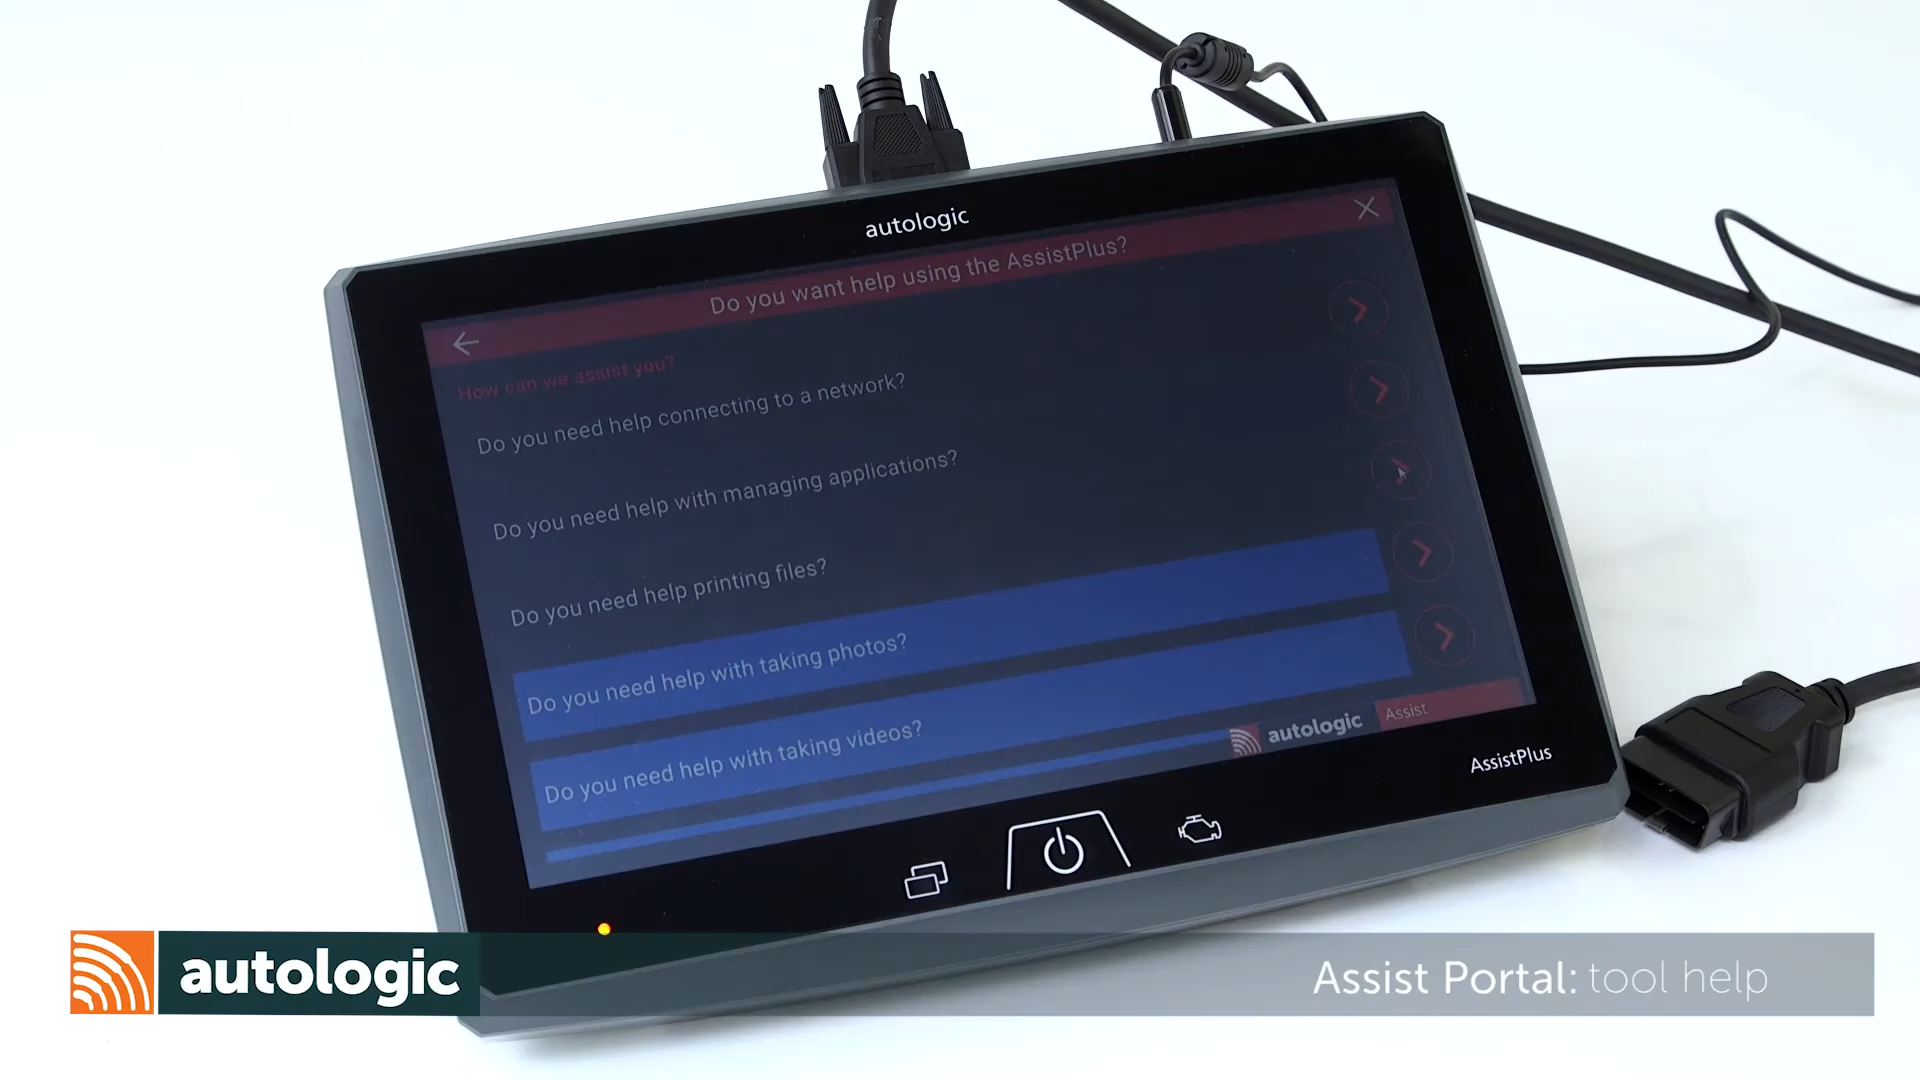 autologic
Do you want help using the AssistPlus?
How can we assist you?
Do you need help connecting to a network?
Do you need help with managing applications?
Do you need help printing files?
Do you need help with taking photos?
Do you need help with taking videos?
autologic Assist
AssistPlus
autologic
Assist Portal: tool help